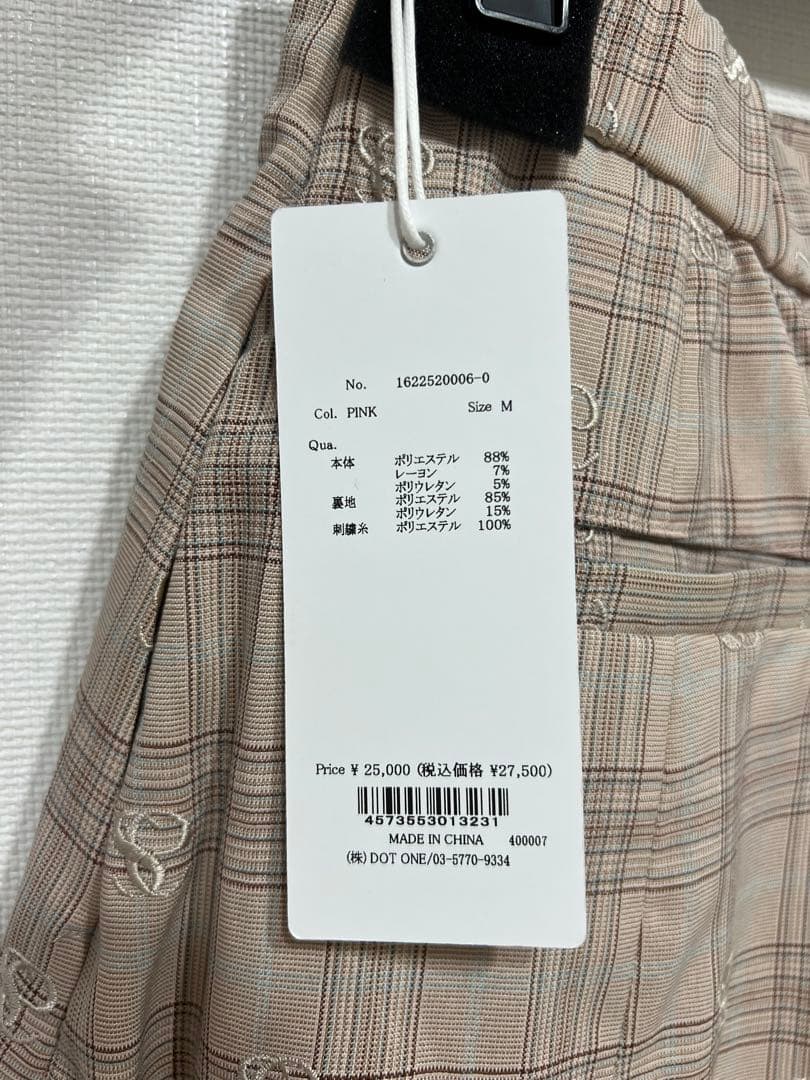 No. 1622520006-0
Col. PINK Size M
Qua.
本体 ポリエステル 88%
レーヨン 7%
ポリウレタン 5%
裏地 ポリエステル 85%
ポリウレタン 15%
刺繍糸 ポリエステル 100%
Price ¥ 25,000 (税込価格 ¥27,500)
4573553013231
MADE IN CHINA 400007
(株) DOT ONE/03-5770-9334